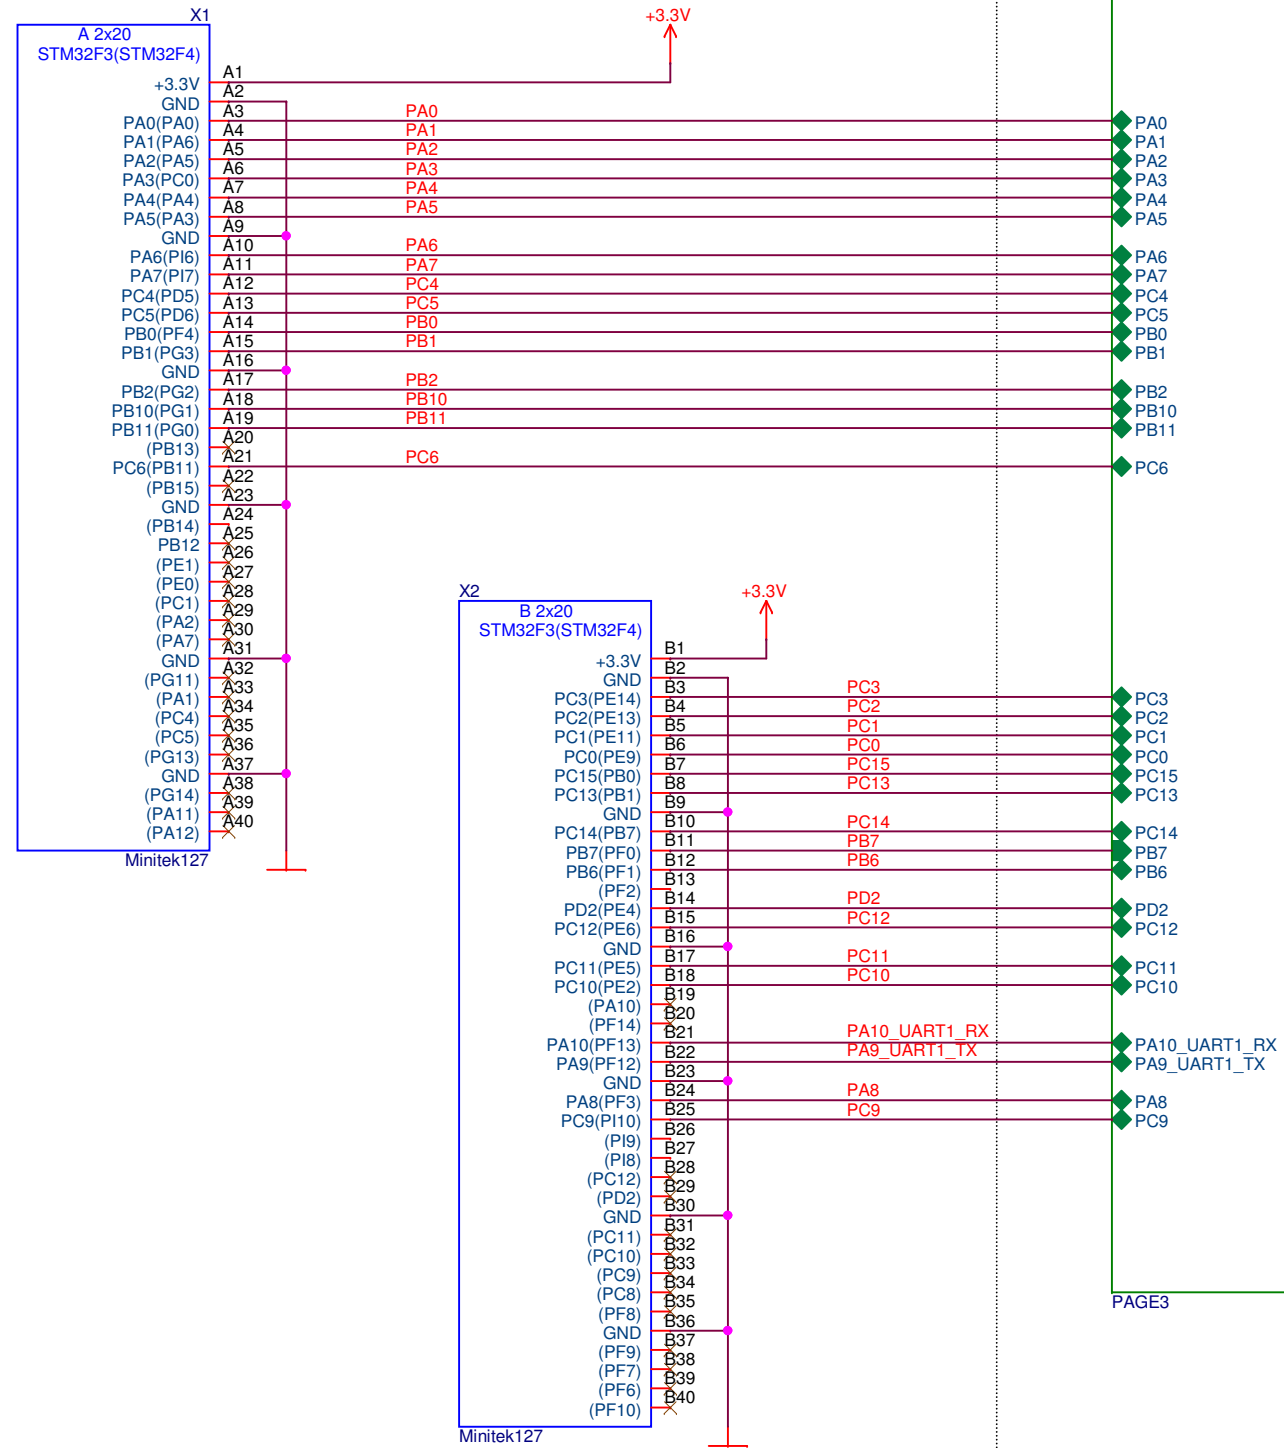 X1
A 2x20
STM32F3(STM32F4)
+3.3V
+3.3V A1
GND A2
PA0(PA0) A3 PA0 PA0
PA1(PA6) A4 PA1 PA1
PA2(PA5) A5 PA2 PA2
PA3(PC0) A6 PA3 PA3
PA4(PA4) A7 PA4 PA4
PA5(PA3) A8 PA5 PA5
GND A9
PA6(PI6) A10 PA6 PA6
PA7(PI7) A11 PA7 PA7
PC4(PD5) A12 PC4 PC4
PC5(PD6) A13 PC5 PC5
PB0(PF4) A14 PB0 PB0
PB1(PG3) A15 PB1 PB1
GND A16
PB2(PG2) A17 PB2 PB2
PB10(PG1) A18 PB10 PB10
PB11(PG0) A19 PB11 PB11
(PB13) A20
PC6(PB11) A21 PC6 PC6
(PB15) A22
GND A23
(PB14) A24
PB12 A25
(PE1) A26
(PE0) A27
(PC1) A28
(PA2) A29
(PA7) A30
GND A31
(PG11) A32
(PA1) A33
(PC4) A34
(PC5) A35
(PG13) A36
GND A37
(PG14) A38
(PA11) A39
(PA12) A40
Minitek127
X2
B 2x20
STM32F3(STM32F4)
+3.3V
+3.3V B1
GND B2
PC3(PE14) B3 PC3 PC3
PC2(PE13) B4 PC2 PC2
PC1(PE11) B5 PC1 PC1
PC0(PE9) B6 PC0 PC0
PC15(PB0) B7 PC15 PC15
PC13(PB1) B8 PC13 PC13
GND B9
PC14(PB7) B10 PC14 PC14
PB7(PF0) B11 PB7 PB7
PB6(PF1) B12 PB6 PB6
(PF2) B13
PD2(PE4) B14 PD2 PD2
PC12(PE6) B15 PC12 PC12
GND B16
PC11(PE5) B17 PC11 PC11
PC10(PE2) B18 PC10 PC10
(PA10) B19
(PF14) B20
PA10(PF13) B21 PA10_UART1_RX PA10_UART1_RX
PA9(PF12) B22 PA9_UART1_TX PA9_UART1_TX
GND B23
PA8(PF3) B24 PA8 PA8
PC9(PI10) B25 PC9 PC9
(PI9) B26
(PI8) B27
(PC12) B28
(PD2) B29
GND B30
(PC11) B31
(PC10) B32
(PC9) B33
(PC8) B34
(PF8) B35
GND B36
(PF9) B37
(PF7) B38
(PF6) B39
(PF10) B40
Minitek127
PAGE3